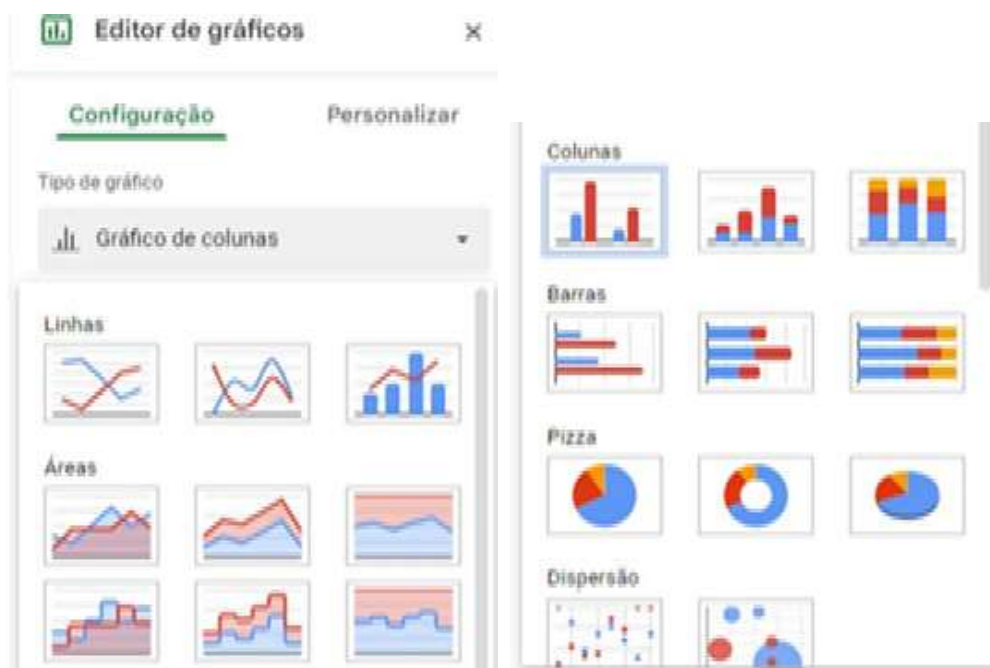 Editor de gráficos
Configuração Personalizar
Tipo de gráfico
Gráfico de colunas
Linhas
Áreas
Colunas
Barras
Pizza
Dispersão